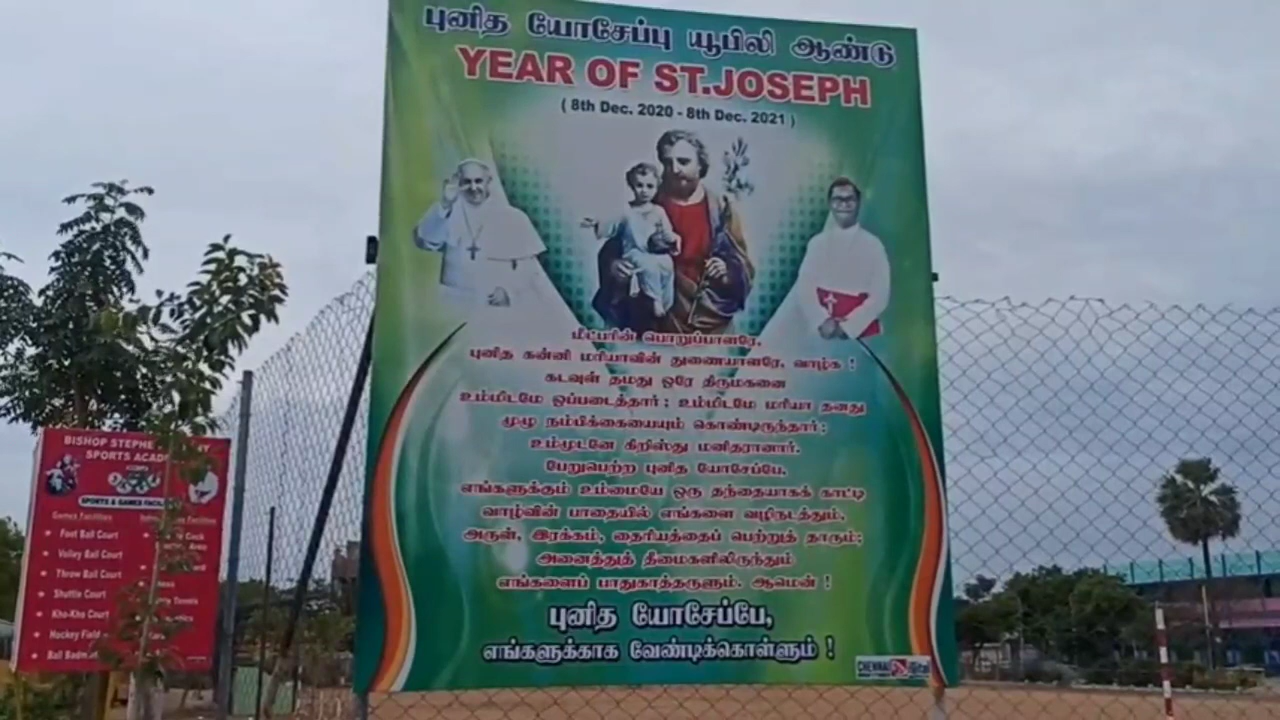 புனித யோசேப்பு யூபிலி ஆண்டு
YEAR OF ST.JOSEPH
( 8th Dec. 2020 - 8th Dec. 2021 )
மீட்பரின் பொறுப்பாளரே,
புனித கன்னி மரியாவின் துணையாளரே, வாழ்க !
கடவுள் தமது ஒரே திருமகனை
உம்மிடமே ஒப்படைத்தார்; உம்மிடமே மரியா தனது
முழு நம்பிக்கையையும் கொண்டிருந்தார்;
உம்முடனே கிறிஸ்து மனிதரானார்.
பேறுபெற்ற புனித யோசேப்பே,
எங்களுக்கும் உம்மையே ஒரு தந்தையாகக் காட்டி
வாழ்வின் பாதையில் எங்களை வழிநடத்தும்,
அருள், இரக்கம், தைரியத்தைப் பெற்றுத் தாரும்;
அனைத்துத் தீமைகளிலிருந்தும்
எங்களைப் பாதுகாத்தருளும். ஆமென் !
புனித யோசேப்பே,
எங்களுக்காக வேண்டிக்கொள்ளும் !
CHENNAI
BISHOP STEPHE
SPORTS ACAD
SPORTS & GAMES
Games Facilities
Foot Ball Court
Volley Ball Court
Throw Ball Court
Shuttle Court
Kho-Kho Court
Hockey Field
Ball Badm